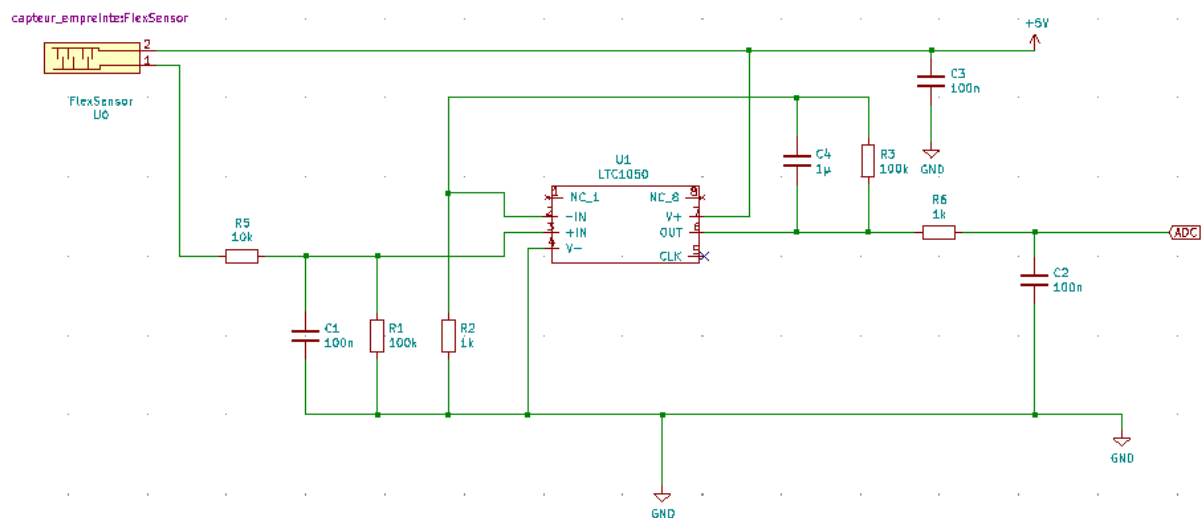 capteur_empreinte:FlexSensor
+5V
2
1
FlexSensor
U6
C3
100n
GND
C4
1µ
R3
100k
U1
LTC1050
1 NC_1 NC_8 8
2 -IN V+ 7
3 +IN OUT 6
4 V- CLK 5
R6
1k
ADC
R5
10k
C2
100n
C1
100n
R1
100k
R2
1k
GND
GND